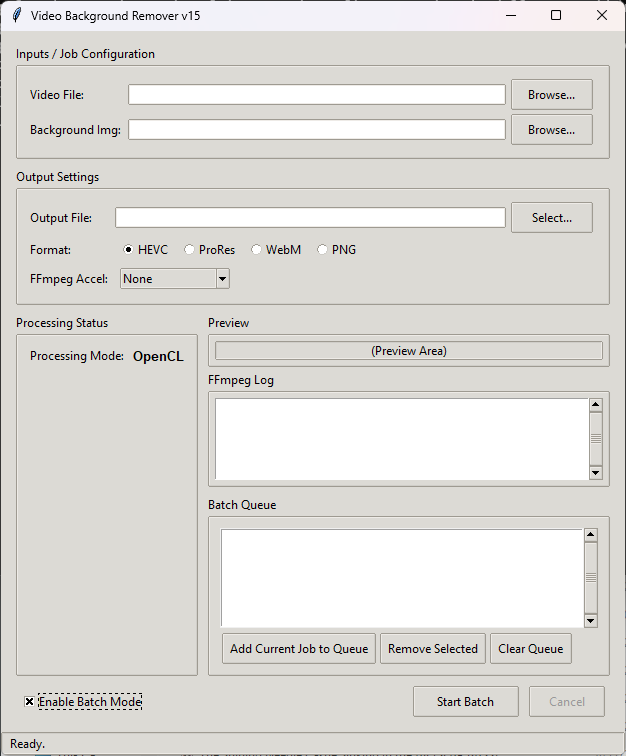 Video Background Remover v15
Inputs / Job Configuration
Video File: Browse...
Background Img: Browse...
Output Settings
Output File: Select...
Format: HEVC ProRes WebM PNG
FFmpeg Accel: None
Processing Status
Processing Mode: OpenCL
Preview
(Preview Area)
FFmpeg Log
Batch Queue
Add Current Job to Queue Remove Selected Clear Queue
Enable Batch Mode Start Batch Cancel
Ready.